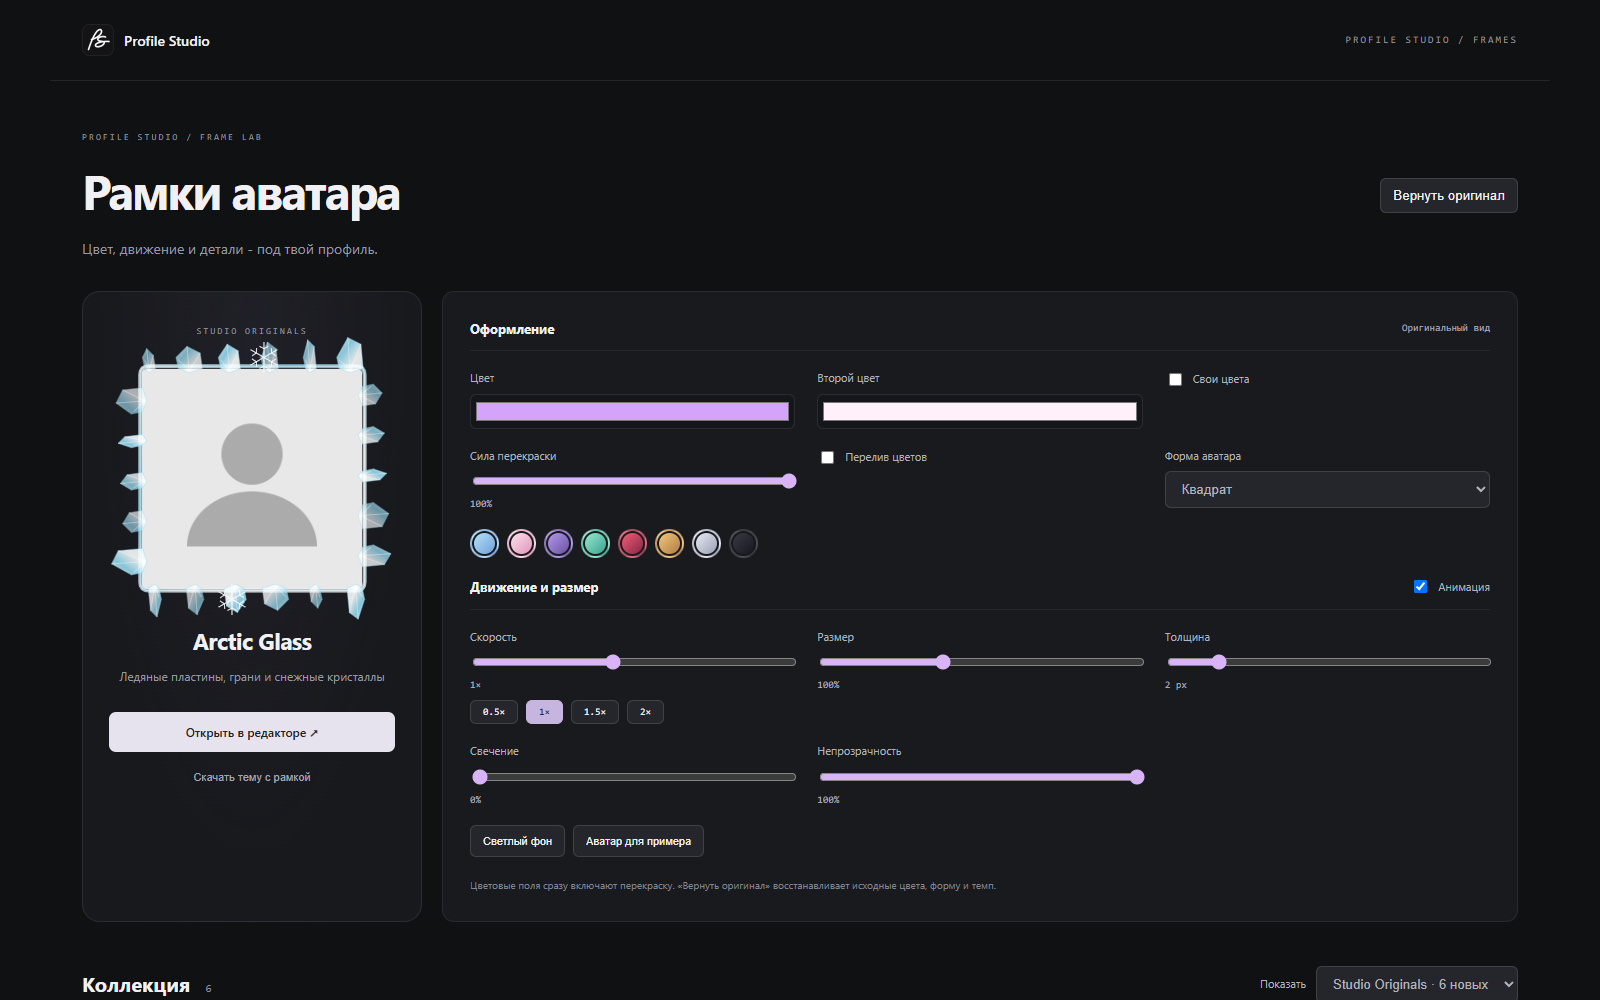 Profile Studio
PROFILE STUDIO / FRAMES
PROFILE STUDIO / FRAME LAB
Рамки аватара
Вернуть оригинал
Цвет, движение и детали - под твой профиль.
STUDIO ORIGINALS
Arctic Glass
Ледяные пластины, грани и снежные кристаллы
Открыть в редакторе ↗
Скачать тему с рамкой
Оформление
Оригинальный вид
Цвет
Второй цвет
Свои цвета
Сила перекраски
100%
Перелив цветов
Форма аватара
Квадрат
Движение и размер
Анимация
Скорость
1×
0.5×
1×
1.5×
2×
Размер
100%
Толщина
2 px
Свечение
0%
Непрозрачность
100%
Светлый фон
Аватар для примера
Цветовые поля сразу включают перекраску. «Вернуть оригинал» восстанавливает исходные цвета, форму и темп.
Коллекция 6
Показать
Studio Originals · 6 новых